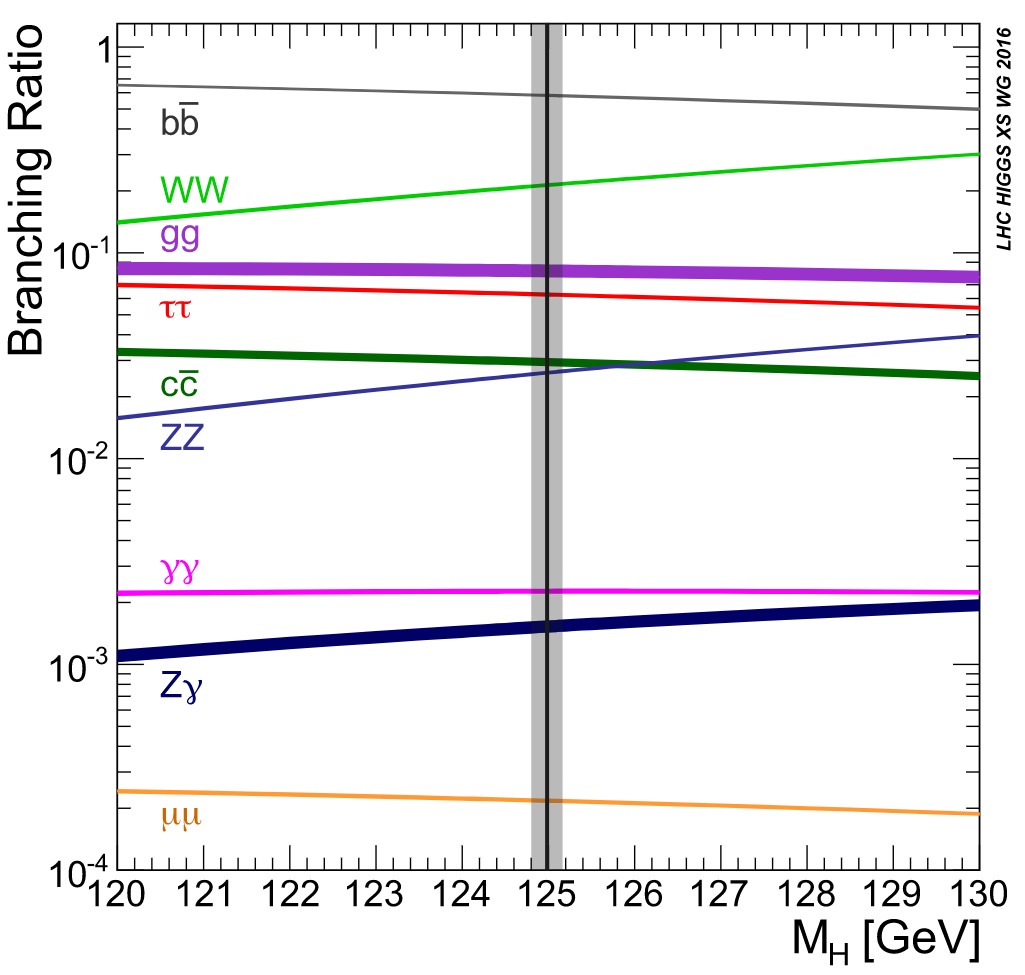 Branching Ratio
LHC HIGGS XS WG 2016
1
bb̅
WW
gg
10⁻¹
ττ
cc̅
ZZ
10⁻²
γγ
10⁻³
Zγ
μμ
10⁻⁴
120 121 122 123 124 125 126 127 128 129 130
M_H [GeV]